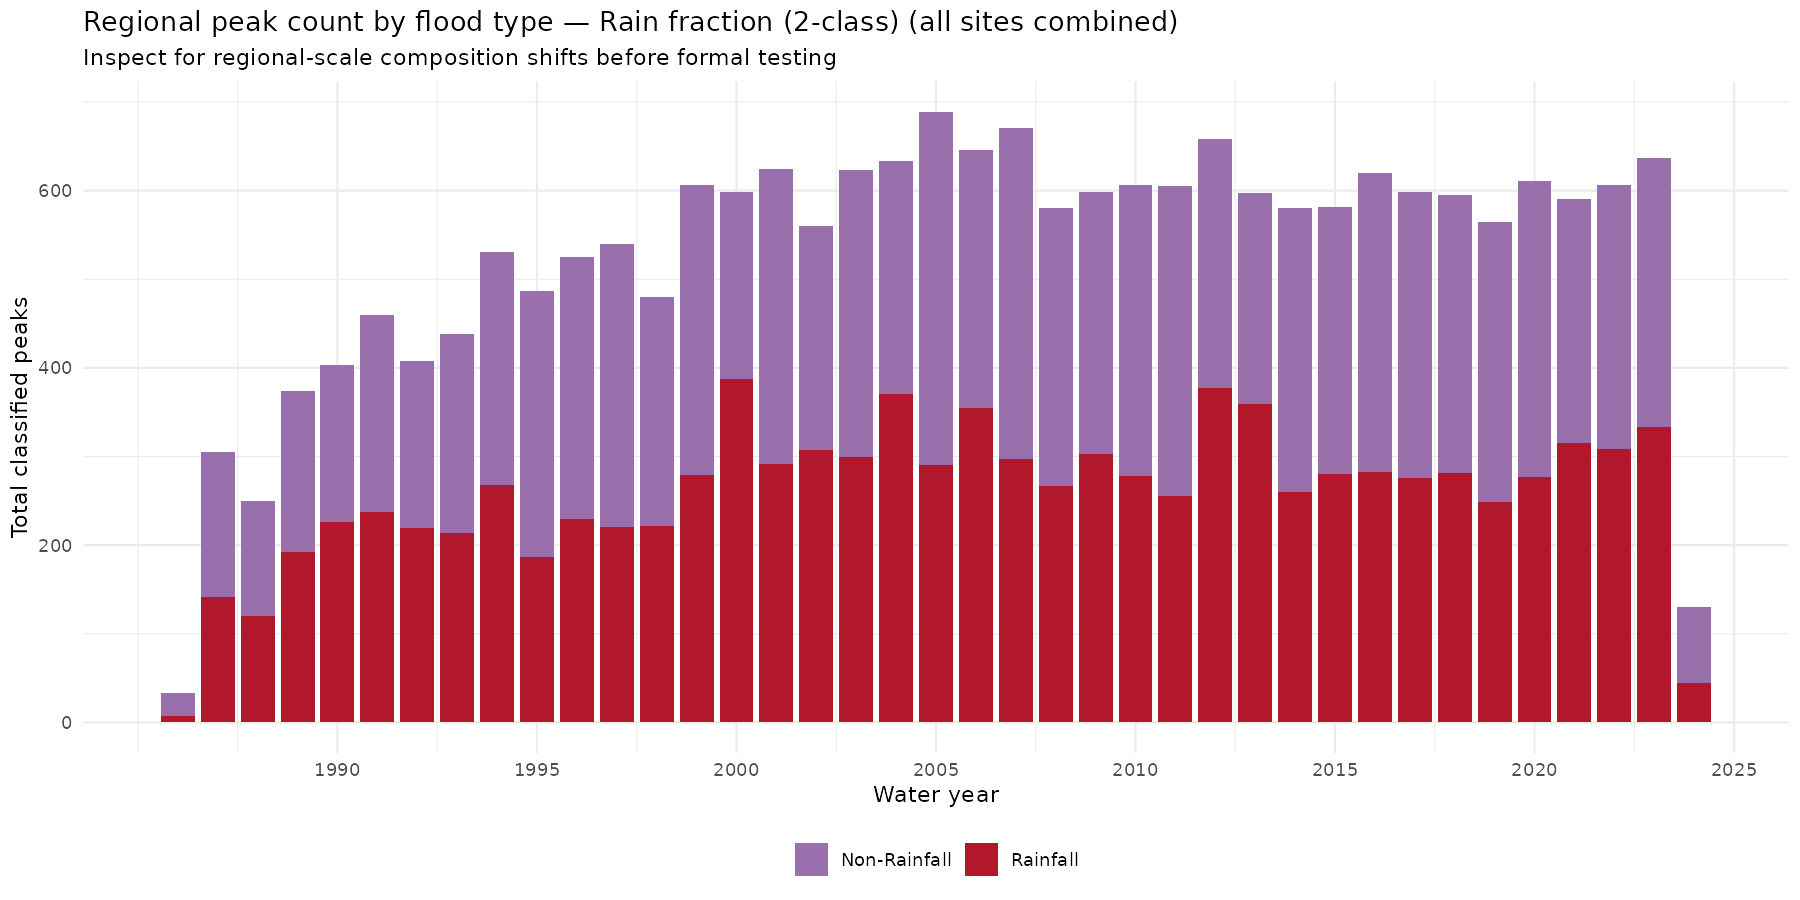 Regional peak count by flood type — Rain fraction (2-class) (all sites combined)
Inspect for regional-scale composition shifts before formal testing
Total classified peaks
600
400
200
0
1990 1995 2000 2005 2010 2015 2020 2025
Water year
Non-Rainfall Rainfall